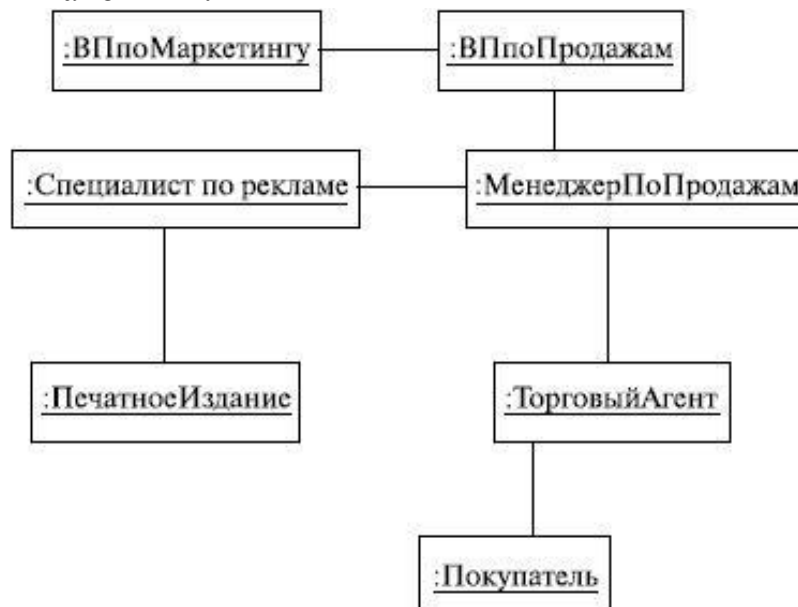 :ВПпоМаркетингу
:ВПпоПродажам
:Специалист по рекламе
:МенеджерПоПродажам
:ПечатноеИздание
:ТорговыйАгент
:Покупатель